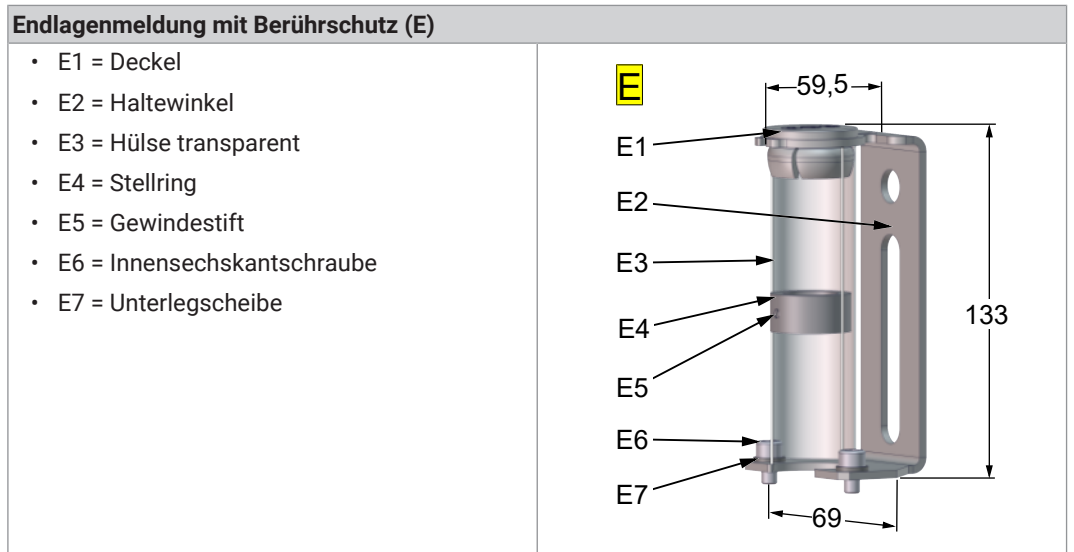 Endlagenmeldung mit Berührschutz (E)
• E1 = Deckel
• E2 = Haltewinkel
• E3 = Hülse transparent
• E4 = Stellring
• E5 = Gewindestift
• E6 = Innensechskantschraube
• E7 = Unterlegscheibe
E
59,5
E1
E2
E3
E4
133
E5
E6
E7
69